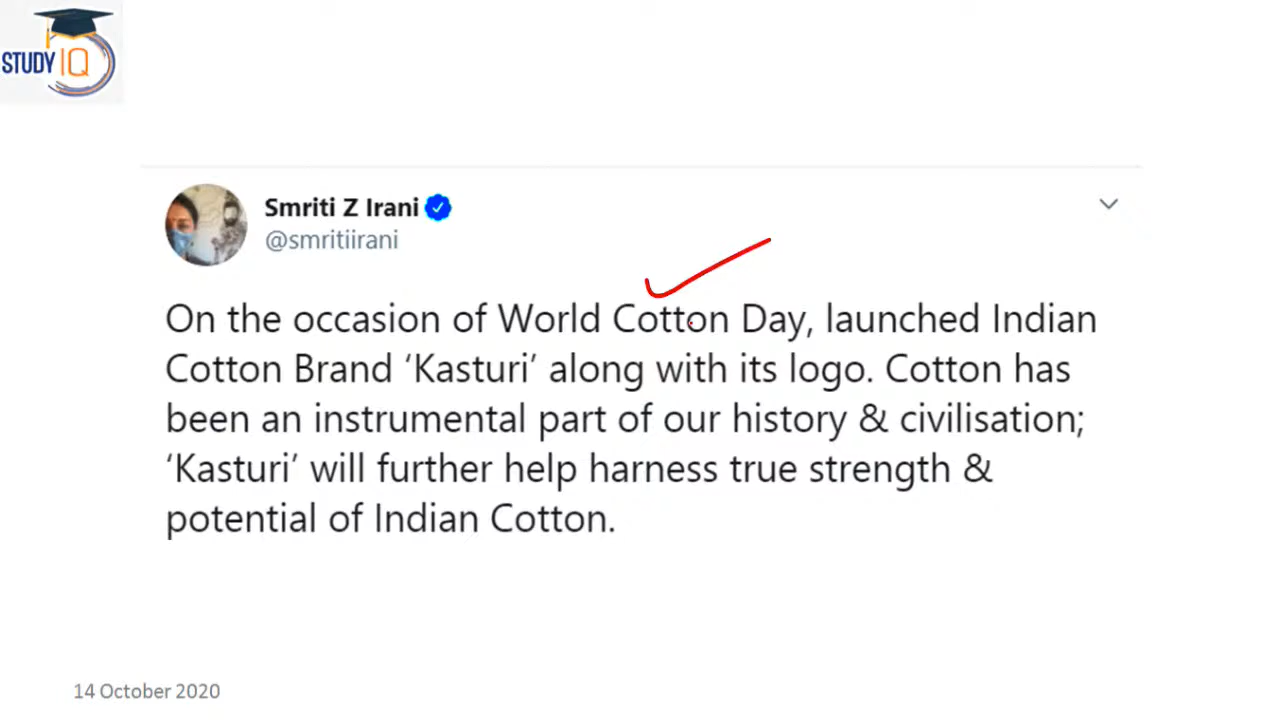 STUDY IQ
Smriti Z Irani
@smritiirani
On the occasion of World Cotton Day, launched Indian
Cotton Brand ‘Kasturi’ along with its logo. Cotton has
been an instrumental part of our history & civilisation;
‘Kasturi’ will further help harness true strength &
potential of Indian Cotton.
14 October 2020